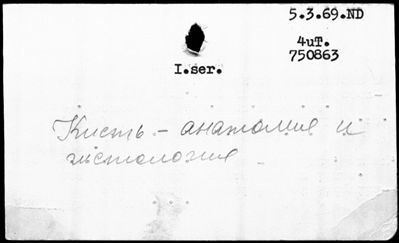 5.3.69.ND
4uT.
750863
I.ser.
Кисть - анатомия и
гистология